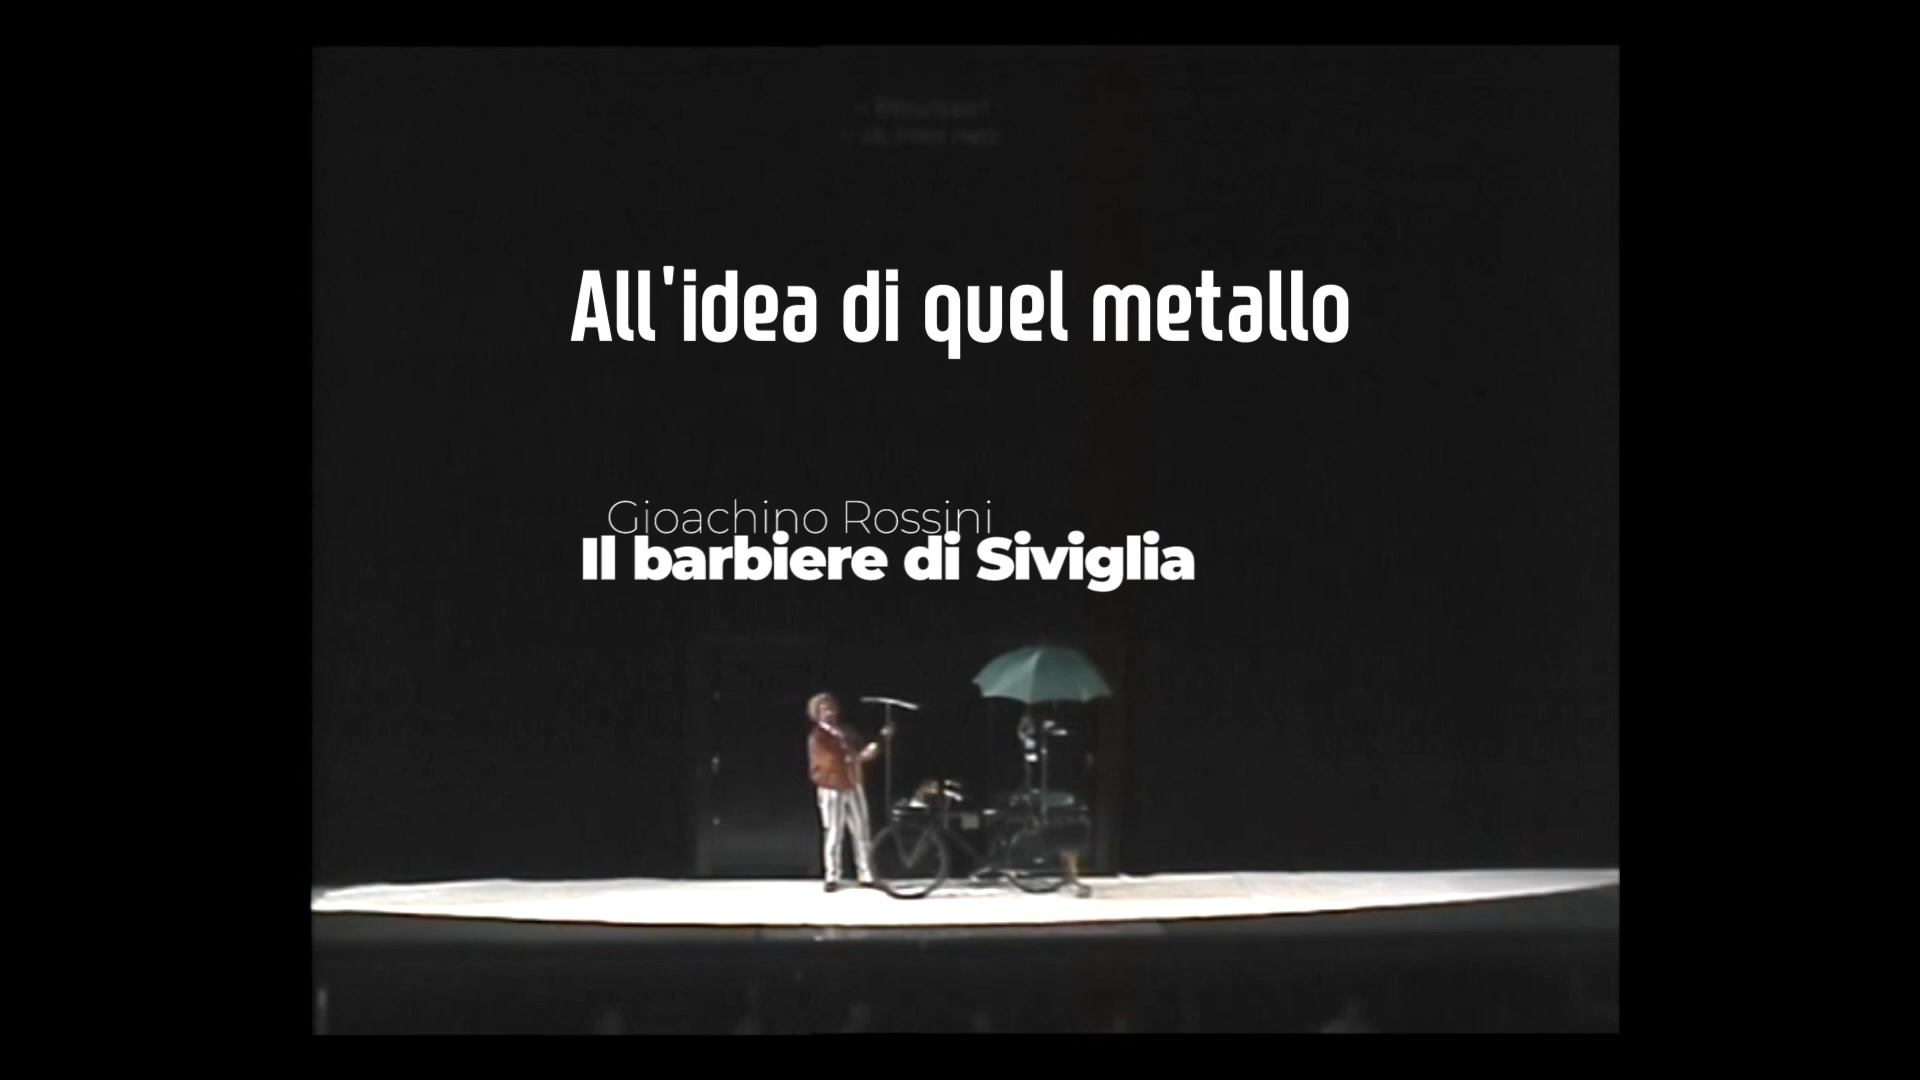 All'idea di quel metallo
Gioachino Rossini
Il barbiere di Siviglia